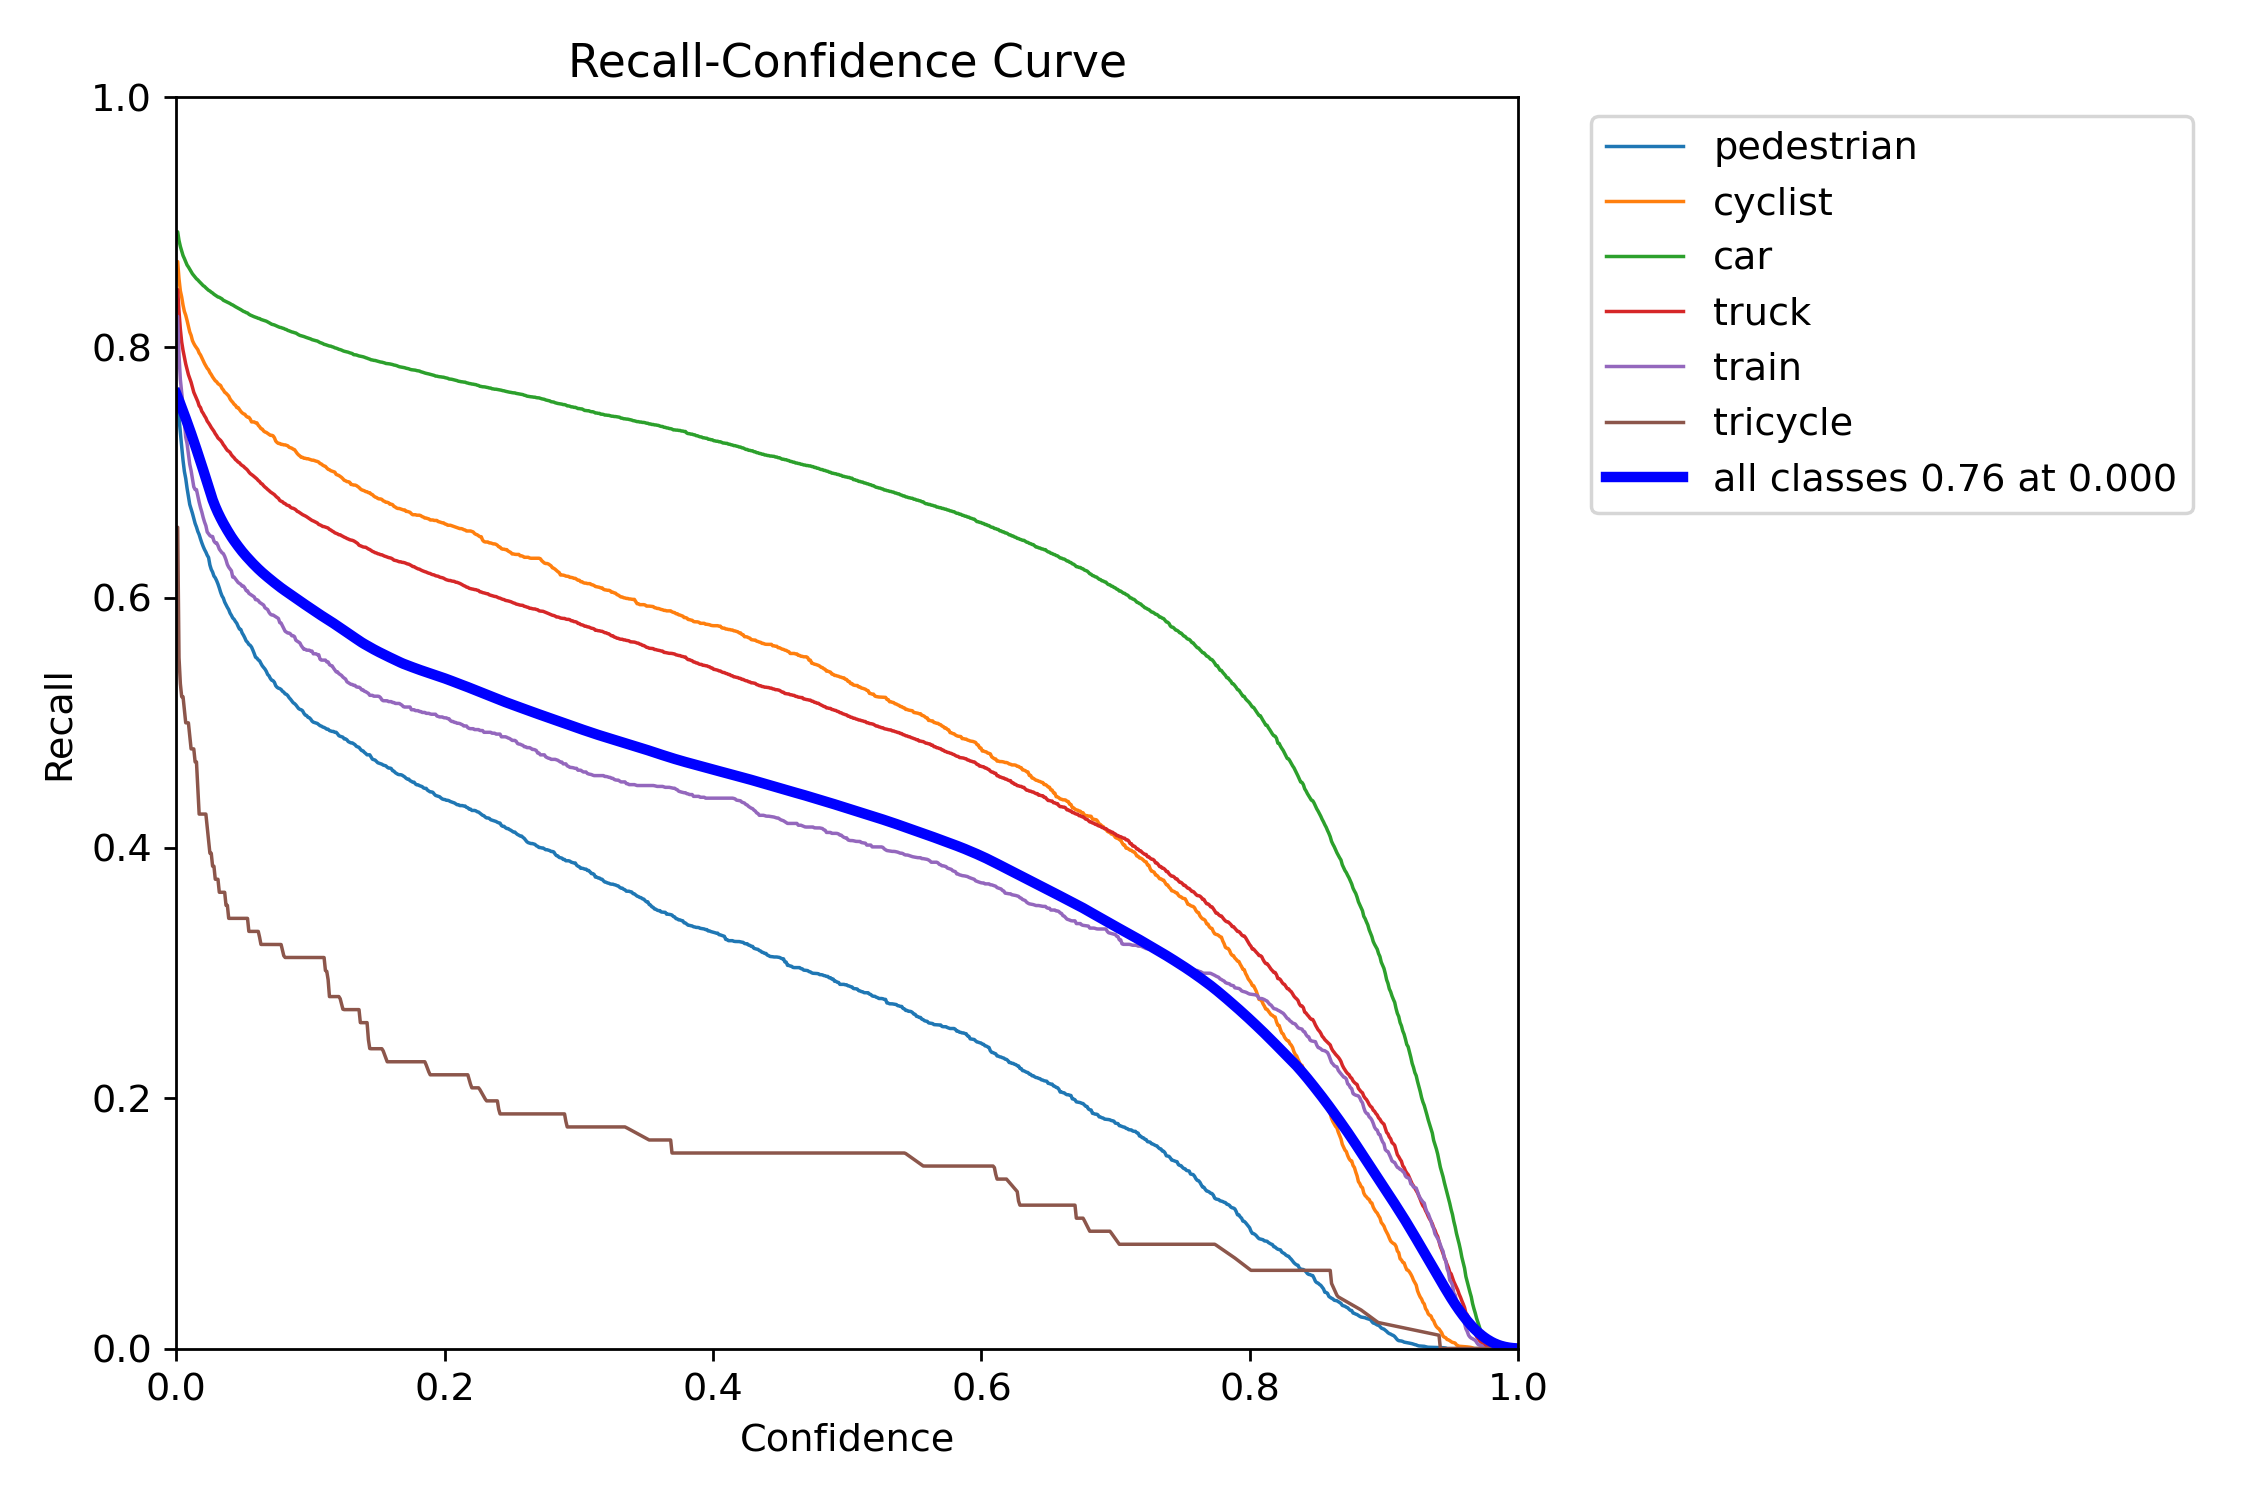 Recall-Confidence Curve
1.0
0.8
0.6
0.4
0.2
0.0
Recall
0.0 0.2 0.4 0.6 0.8 1.0
Confidence
pedestrian
cyclist
car
truck
train
tricycle
all classes 0.76 at 0.000